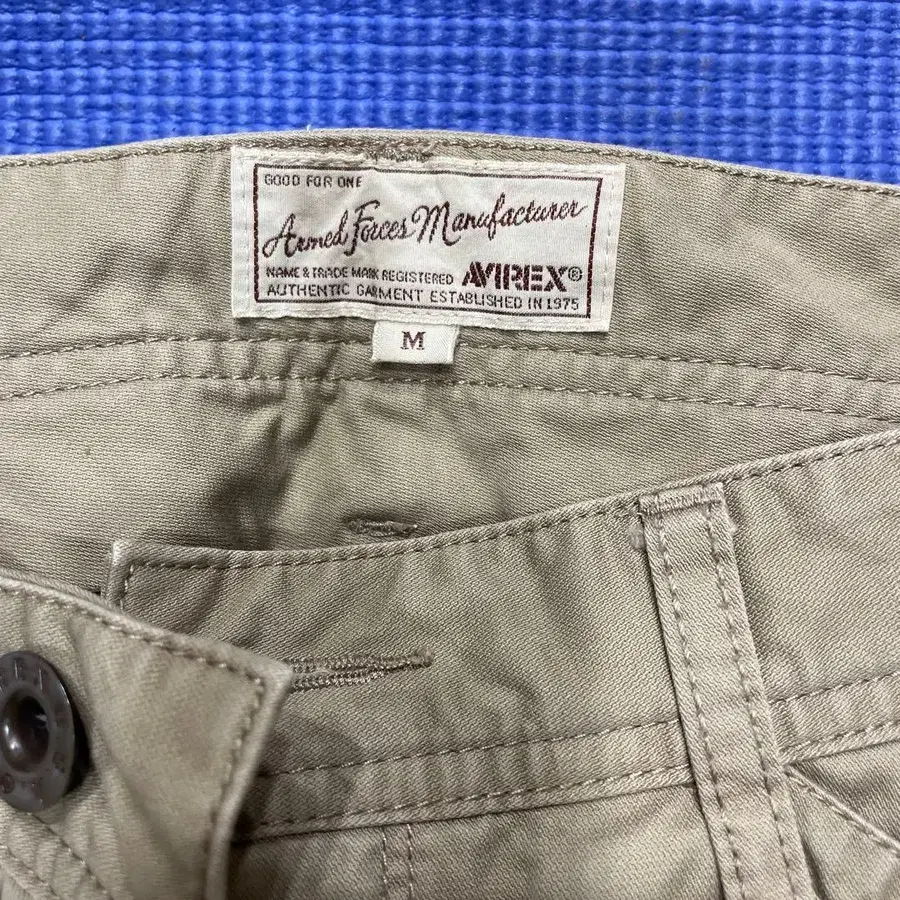 GOOD FOR ONE
Armed Forces Manufacturer
NAME & TRADE MARK REGISTERED AVIREX®
AUTHENTIC GARMENT ESTABLISHED IN 1975
M